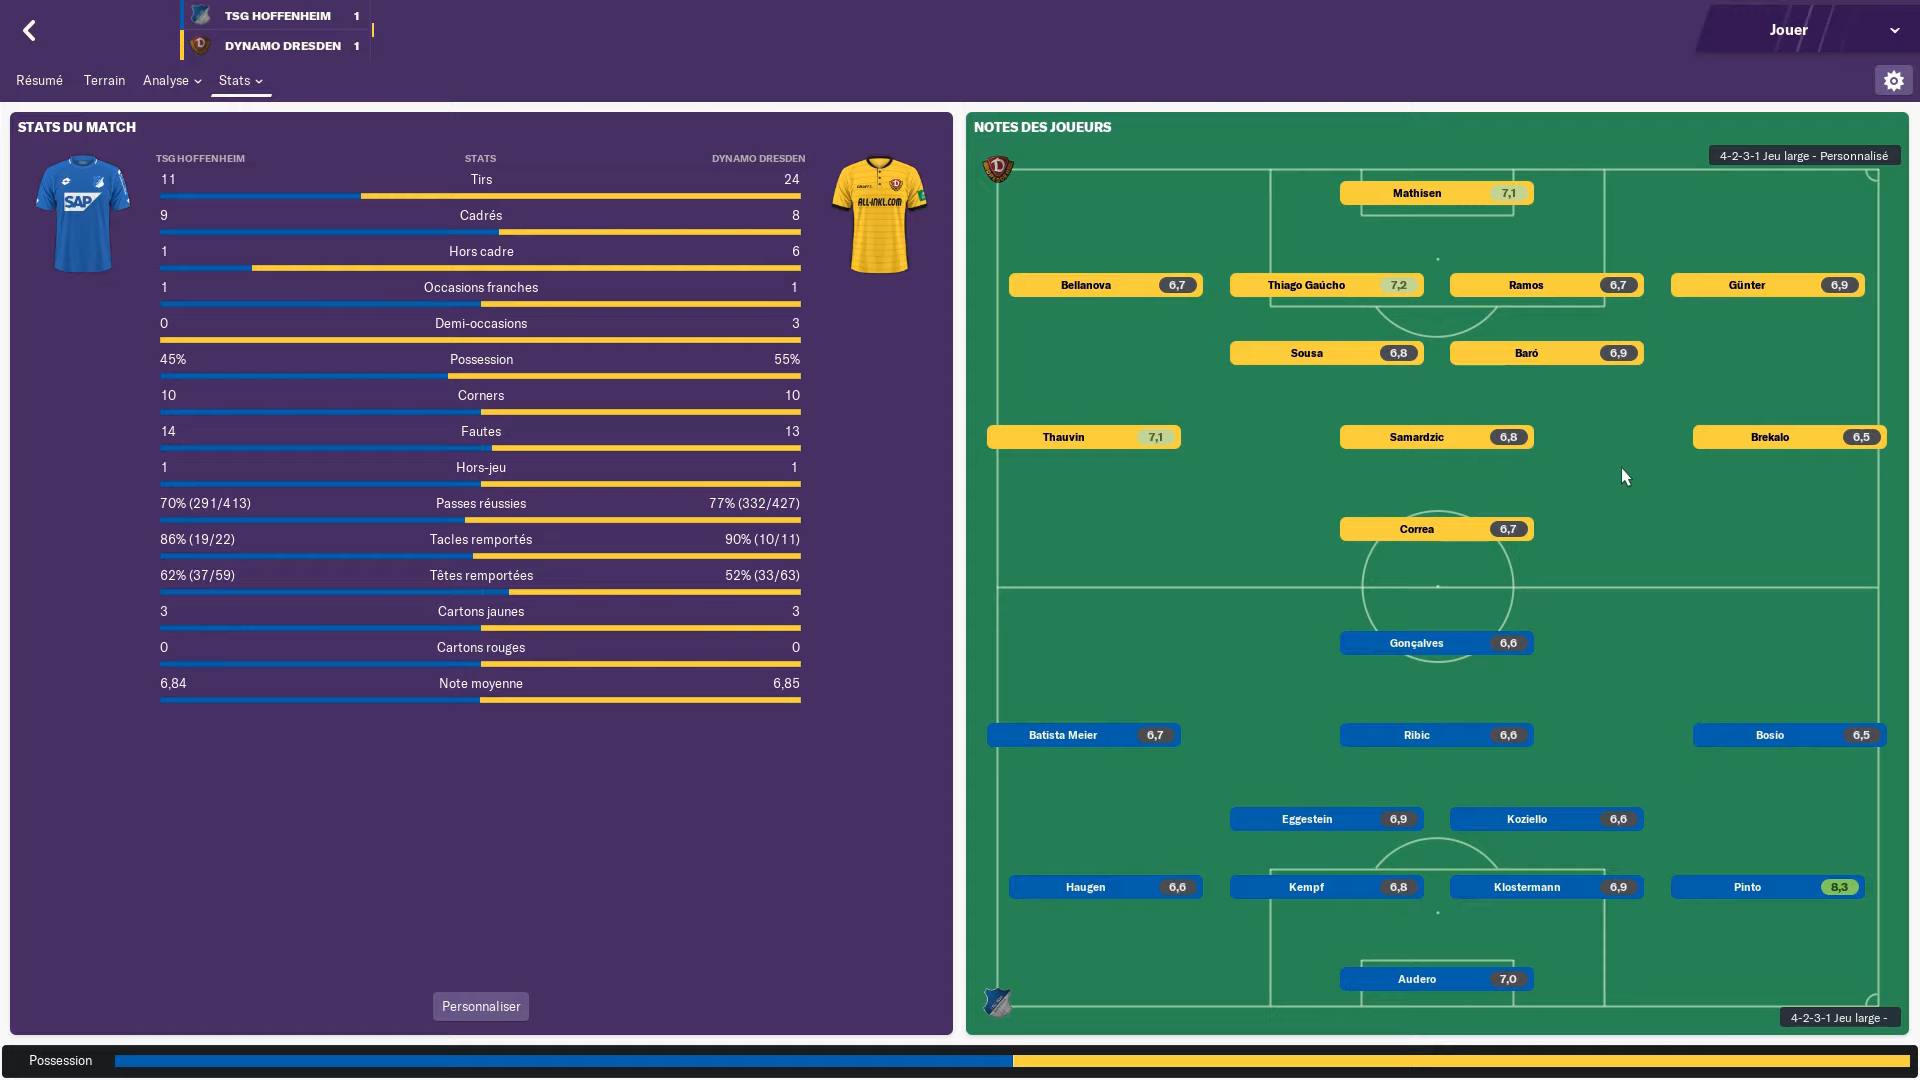 TSG HOFFENHEIM 1
DYNAMO DRESDEN 1
Jouer
Résumé Terrain Analyse Stats
STATS DU MATCH
TSG HOFFENHEIM STATS DYNAMO DRESDEN
11 Tirs 24
9 Cadrés 8
1 Hors cadre 6
1 Occasions franches 1
0 Demi-occasions 3
45% Possession 55%
10 Corners 10
14 Fautes 13
1 Hors-jeu 1
70% (291/413) Passes réussies 77% (332/427)
86% (19/22) Tacles remportés 90% (10/11)
62% (37/59) Têtes remportées 52% (33/63)
3 Cartons jaunes 3
0 Cartons rouges 0
6,84 Note moyenne 6,85
SAP
ALL-INKL.COM
Personnaliser
NOTES DES JOUEURS
4-2-3-1 Jeu large - Personnalisé
D
Mathisen 7,1
Bellanova 6,7 Thiago Gaúcho 7,2 Ramos 6,7 Günter 6,9
Sousa 6,8 Baró 6,9
Thauvin 7,1 Samardzic 6,8 Brekalo 6,5
Correa 6,7
Gonçalves 6,6
Batista Meier 6,7 Ribic 6,6 Bosio 6,5
Eggestein 6,9 Koziello 6,6
Haugen 6,6 Kempf 6,8 Klostermann 6,9 Pinto 8,3
Audero 7,0
4-2-3-1 Jeu large -
Possession